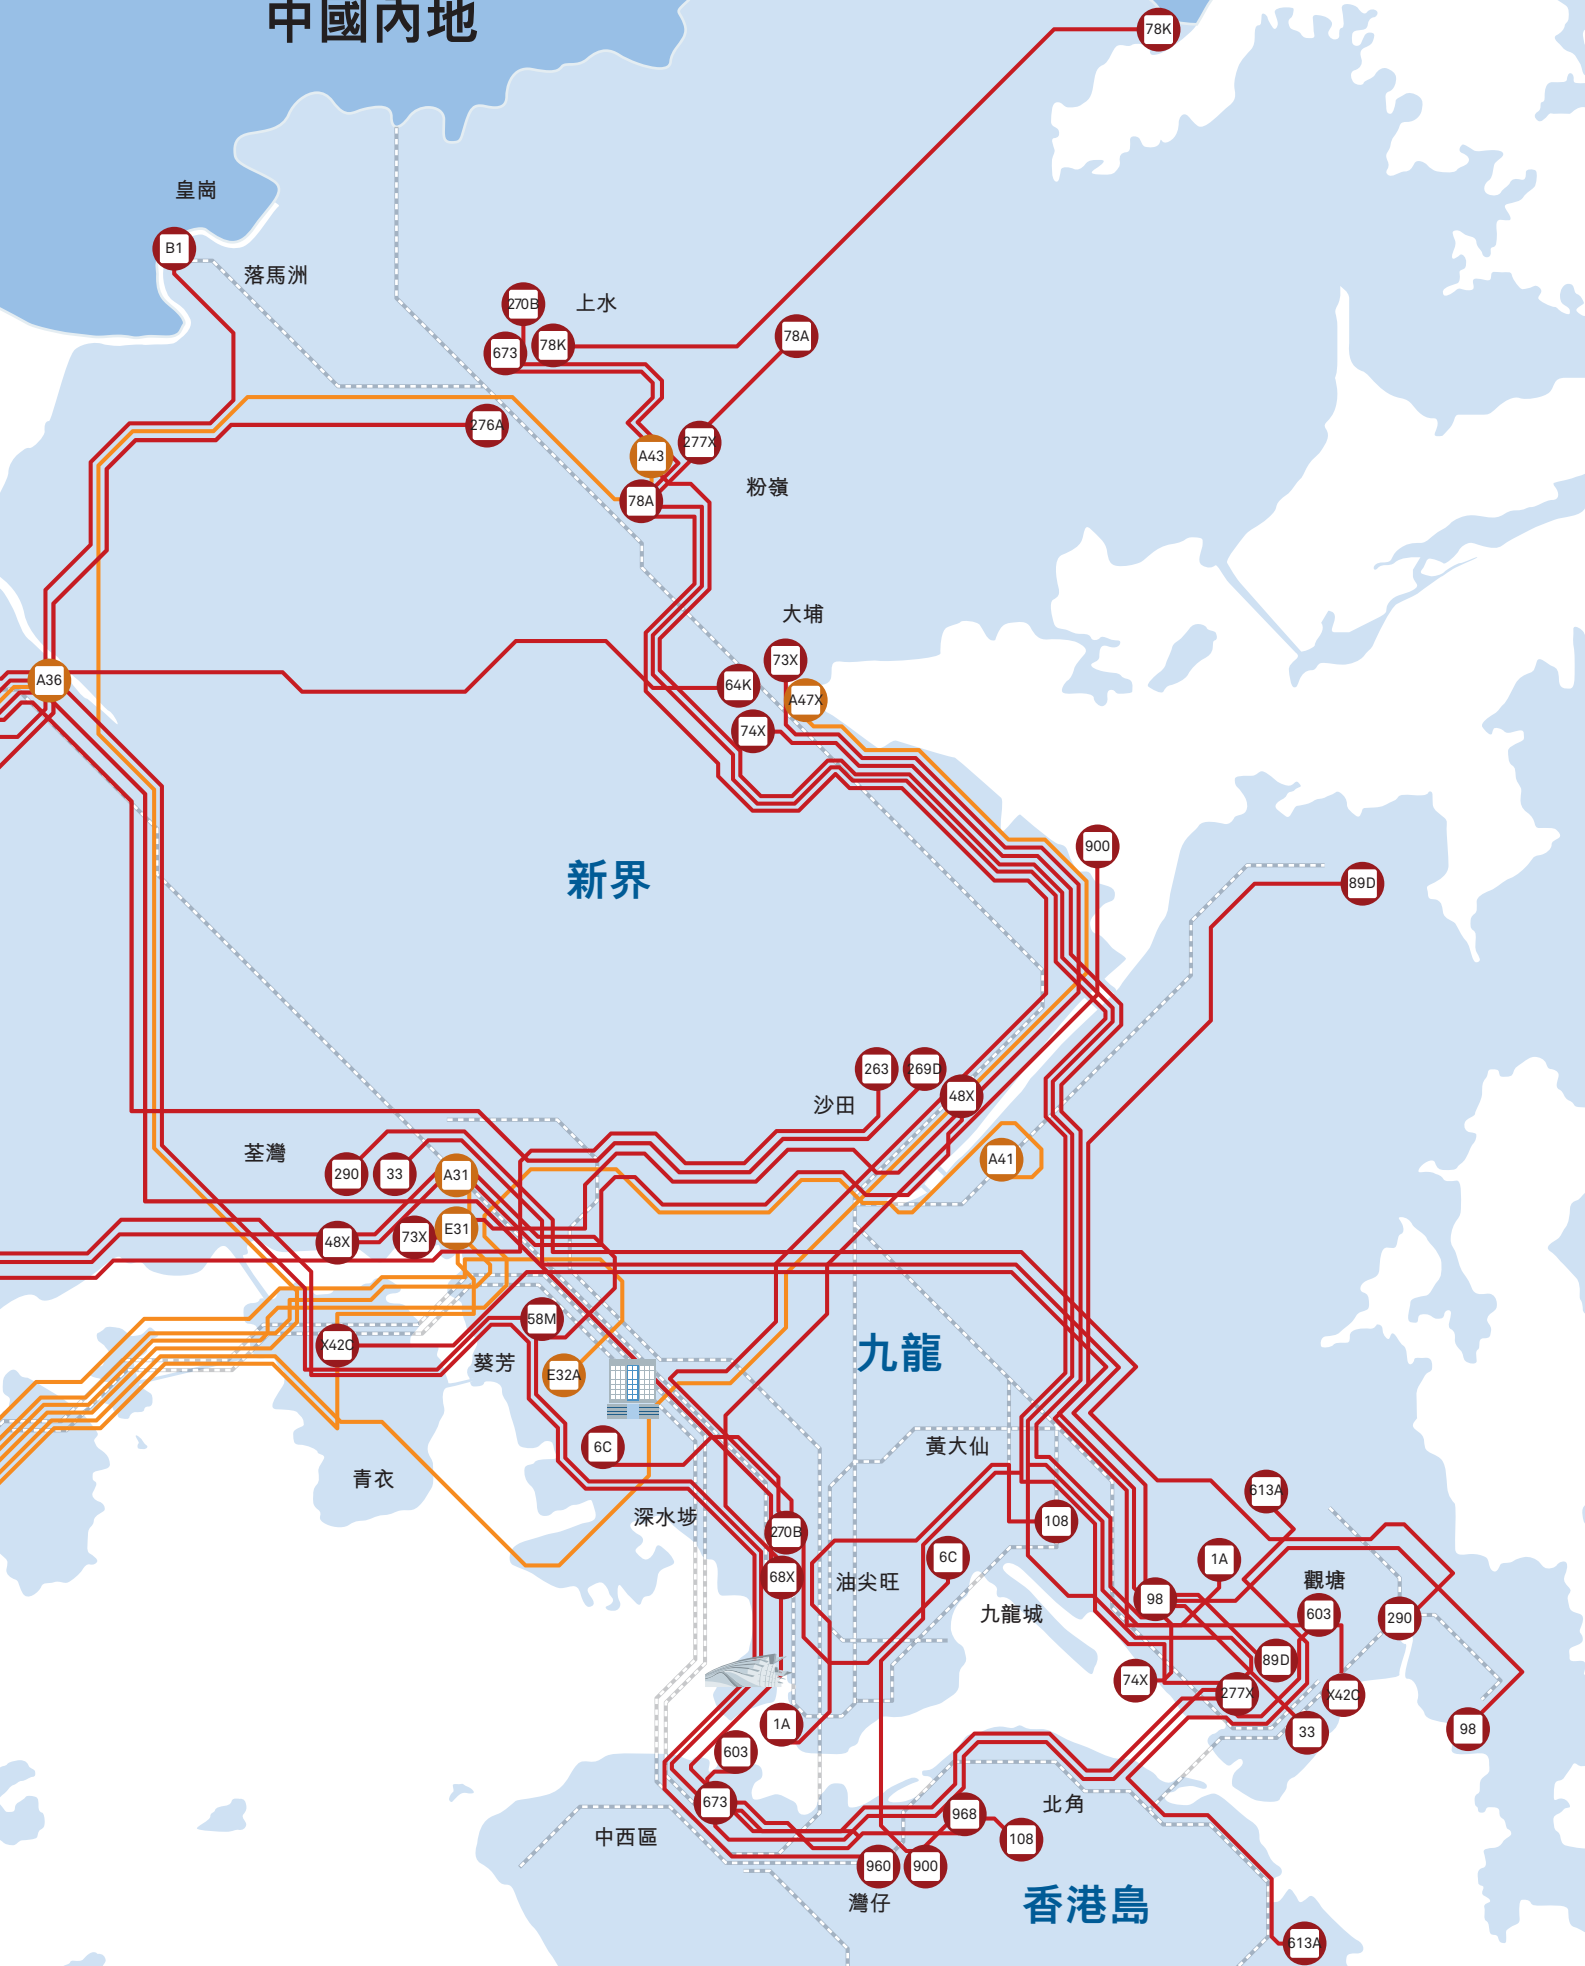 中國內地
78K
皇崗
B1
落馬洲
270B
上水
673
78K
78A
276A
A43
277X
78A
粉嶺
大埔
73X
A36
64K
A47X
74X
900
新界
89D
263
269D
48X
沙田
荃灣
290
33
A31
A41
48X
73X
E31
58M
X42C
葵芳
九龍
E32A
6C
黃大仙
青衣
深水埗
613A
270B
108
6C
1A
68X
油尖旺
觀塘
98
九龍城
603
290
89D
74X
277X
X42C
1A
33
98
603
673
北角
968
中西區
108
960
900
灣仔
香港島
613A